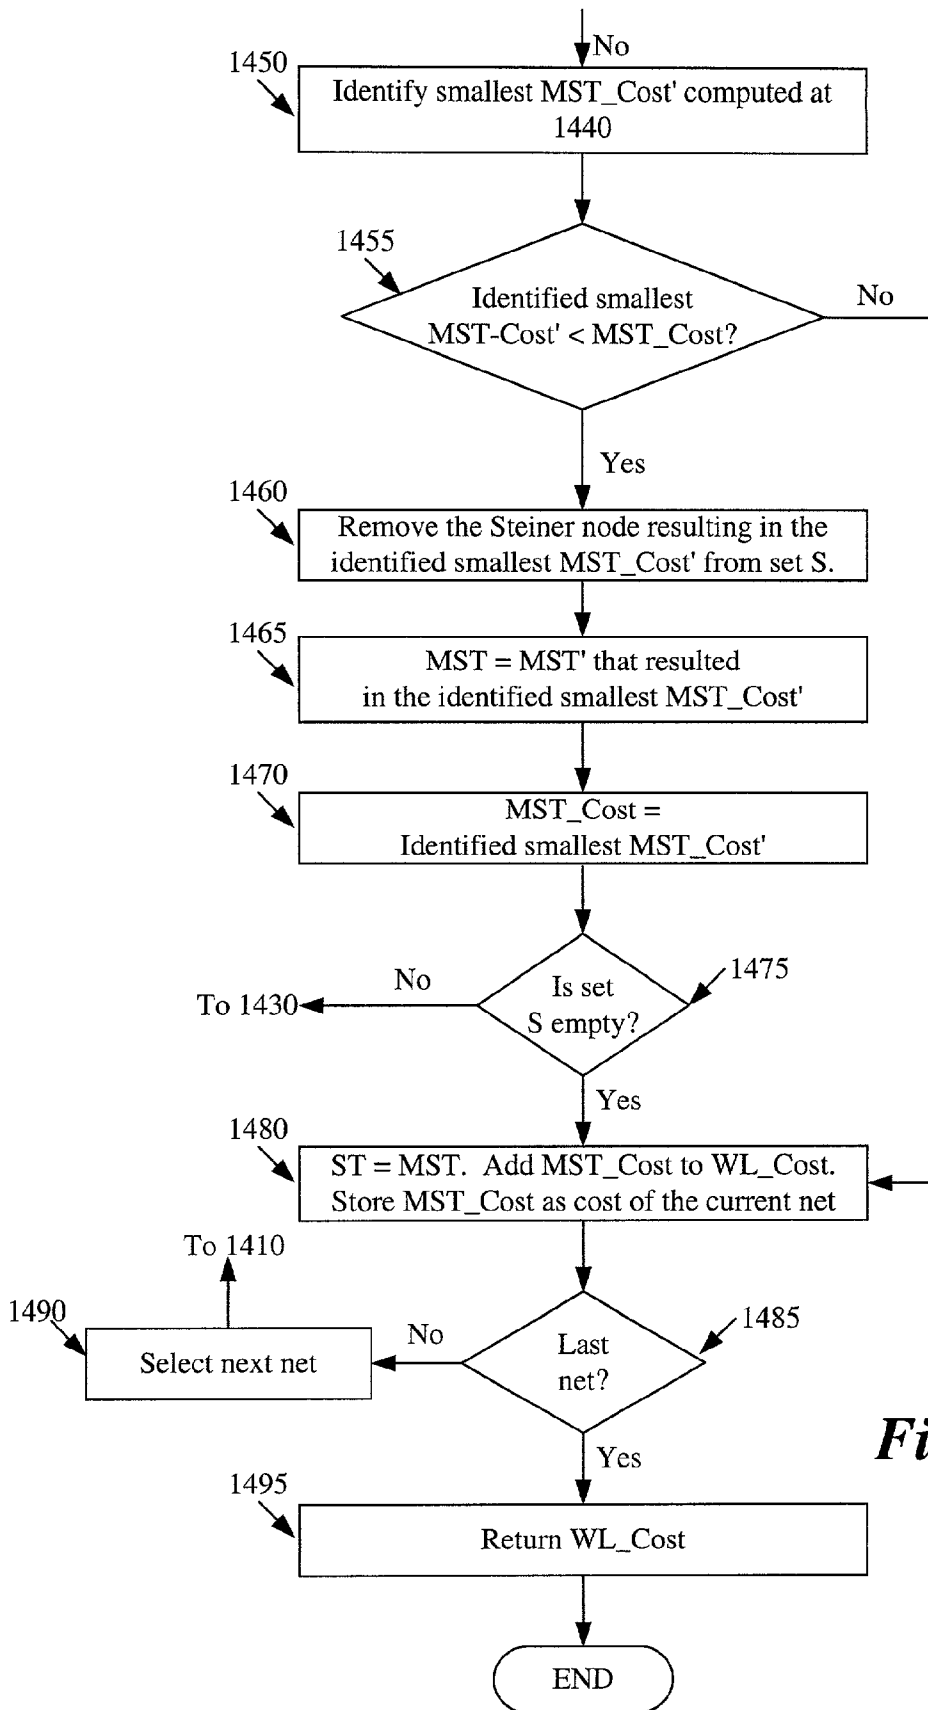 No
1450
Identify smallest MST_Cost' computed at
1440
1455
Identified smallest
MST-Cost' < MST_Cost?
No
Yes
1460
Remove the Steiner node resulting in the
identified smallest MST_Cost' from set S.
1465
MST = MST' that resulted
in the identified smallest MST_Cost'
1470
MST_Cost =
Identified smallest MST_Cost'
1475
No
Is set
S empty?
To 1430
Yes
1480
ST = MST. Add MST_Cost to WL_Cost.
Store MST_Cost as cost of the current net
To 1410
1490
Select next net
No
Last
net?
1485
Fi
Yes
1495
Return WL_Cost
END